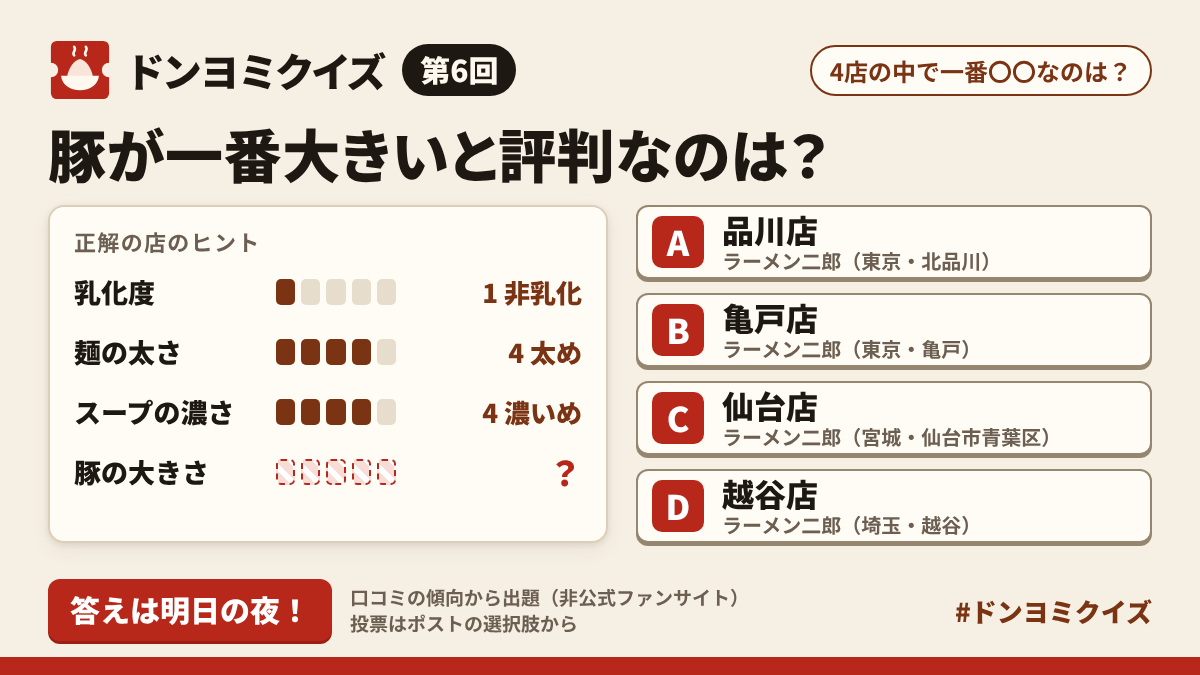 ドンヨミクイズ 第6回
4店の中で一番〇〇なのは？
豚が一番大きいと評判なのは？
正解の店のヒント
乳化度 1 非乳化
麺の太さ 4 太め
スープの濃さ 4 濃いめ
豚の大きさ ？
A 品川店
ラーメン二郎（東京・北品川）
B 亀戸店
ラーメン二郎（東京・亀戸）
C 仙台店
ラーメン二郎（宮城・仙台市青葉区）
D 越谷店
ラーメン二郎（埼玉・越谷）
答えは明日の夜！
口コミの傾向から出題（非公式ファンサイト）
投票はポストの選択肢から
#ドンヨミクイズ